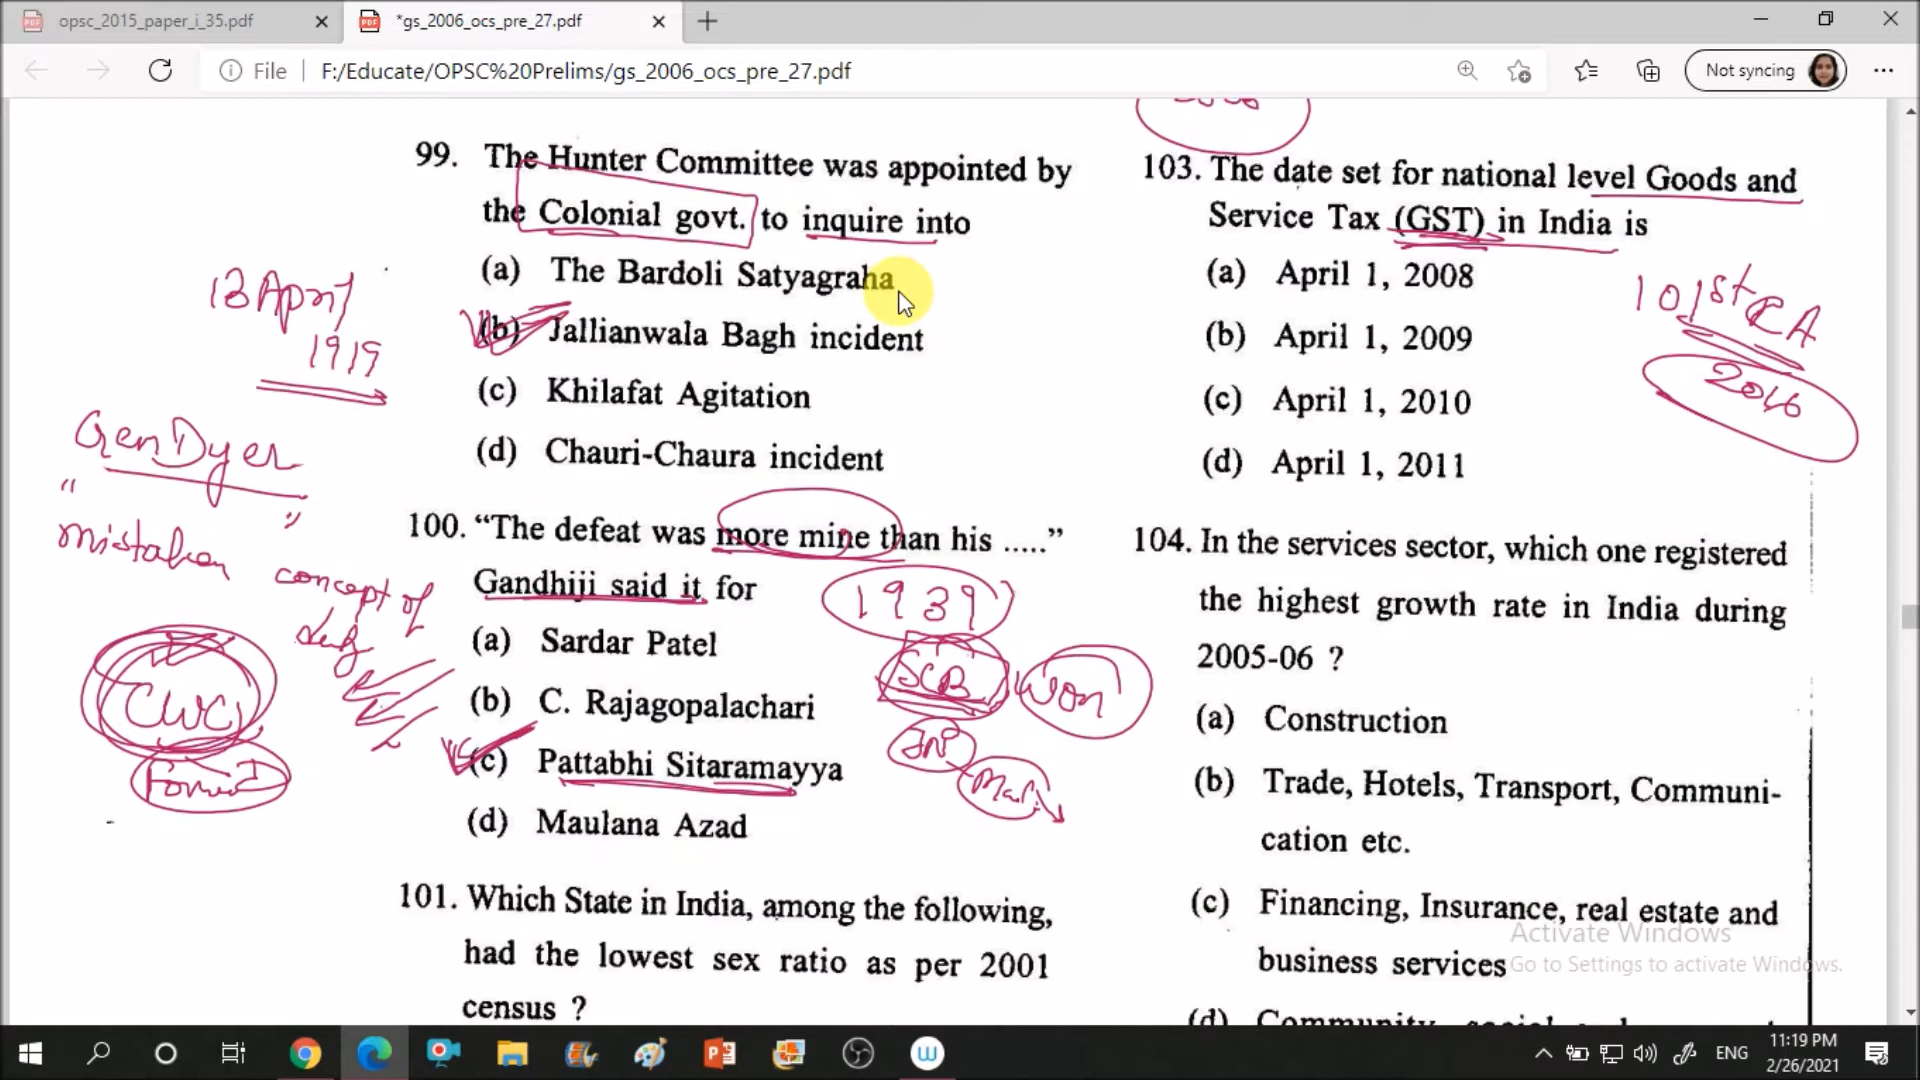 opsc_2015_paper_i_35.pdf
*gs_2006_ocs_pre_27.pdf
File
F:/Educate/OPSC%20Prelims/gs_2006_ocs_pre_27.pdf
Not syncing
99. The Hunter Committee was appointed by
the Colonial govt. to inquire into
(a) The Bardoli Satyagraha
(b) Jallianwala Bagh incident
(c) Khilafat Agitation
(d) Chauri-Chaura incident
13 April
1919
Gen Dyer
"mistaken concept of
duty"
CWC
Forward
100. "The defeat was more mine than his ....."
Gandhiji said it for
(a) Sardar Patel
(b) C. Rajagopalachari
(c) Pattabhi Sitaramayya
(d) Maulana Azad
1939
SCB
won
101. Which State in India, among the following,
had the lowest sex ratio as per 2001
census ?
103. The date set for national level Goods and
Service Tax (GST) in India is
(a) April 1, 2008
(b) April 1, 2009
(c) April 1, 2010
(d) April 1, 2011
101st CA
2016
104. In the services sector, which one registered
the highest growth rate in India during
2005-06 ?
(a) Construction
(b) Trade, Hotels, Transport, Communi-
cation etc.
(c) Financing, Insurance, real estate and
business services
(d) Community, social
Activate Windows
Go to Settings to activate Windows.
ENG
11:19 PM
2/26/2021